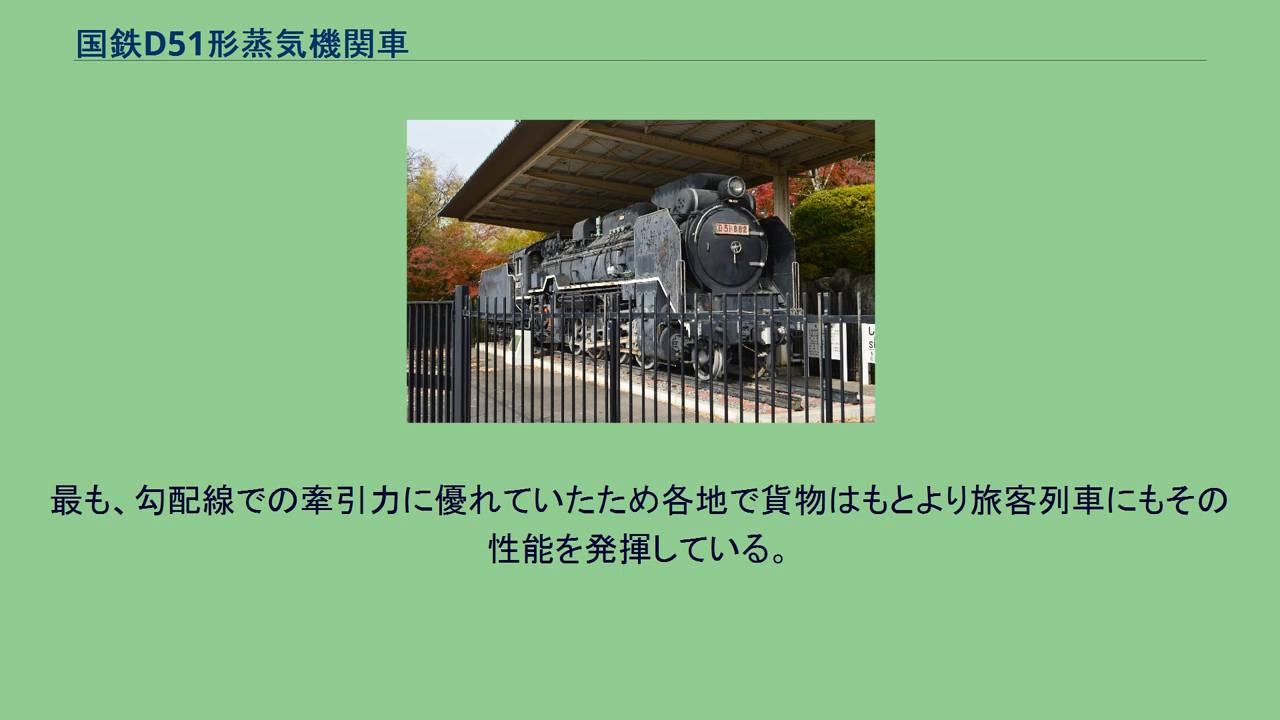 国鉄D51形蒸気機関車
D51 882
最も、勾配線での牽引力に優れていたため各地で貨物はもとより旅客列車にもその
性能を発揮している。